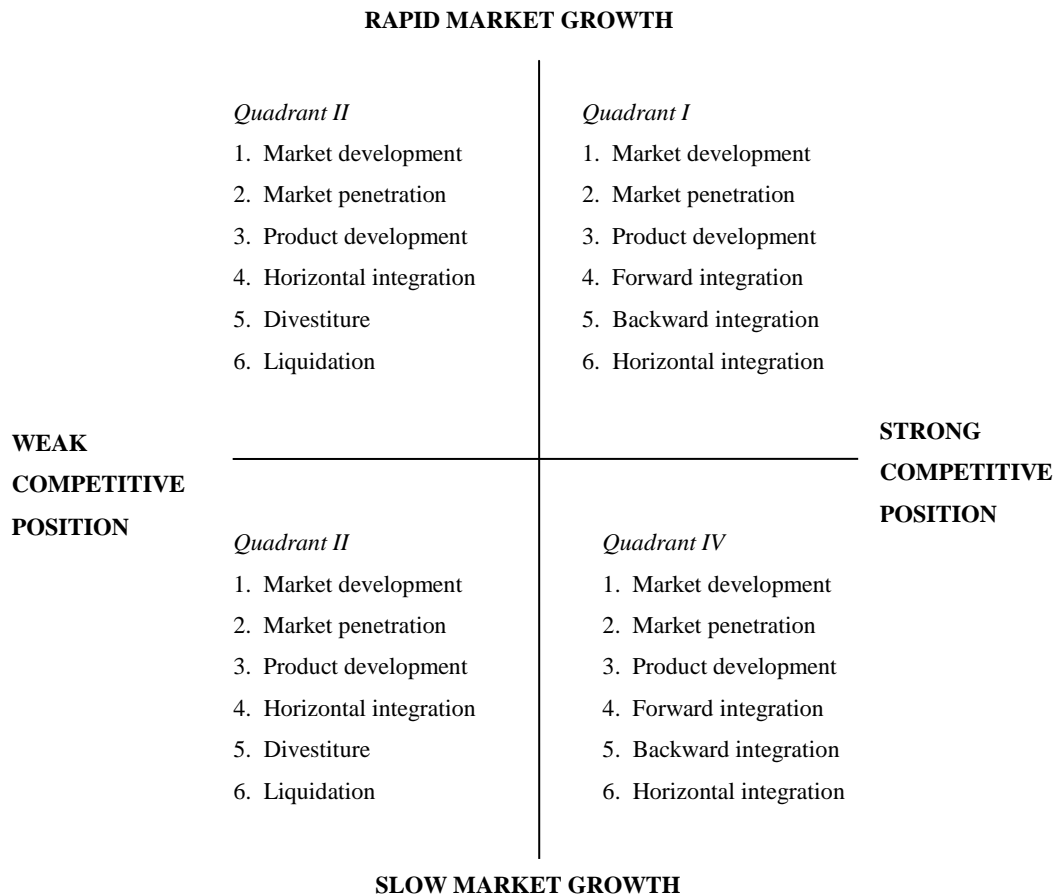 RAPID MARKET GROWTH
Quadrant II
1. Market development
2. Market penetration
3. Product development
4. Horizontal integration
5. Divestiture
6. Liquidation
Quadrant I
1. Market development
2. Market penetration
3. Product development
4. Forward integration
5. Backward integration
6. Horizontal integration
WEAK
COMPETITIVE
POSITION
STRONG
COMPETITIVE
POSITION
Quadrant II
1. Market development
2. Market penetration
3. Product development
4. Horizontal integration
5. Divestiture
6. Liquidation
Quadrant IV
1. Market development
2. Market penetration
3. Product development
4. Forward integration
5. Backward integration
6. Horizontal integration
SLOW MARKET GROWTH